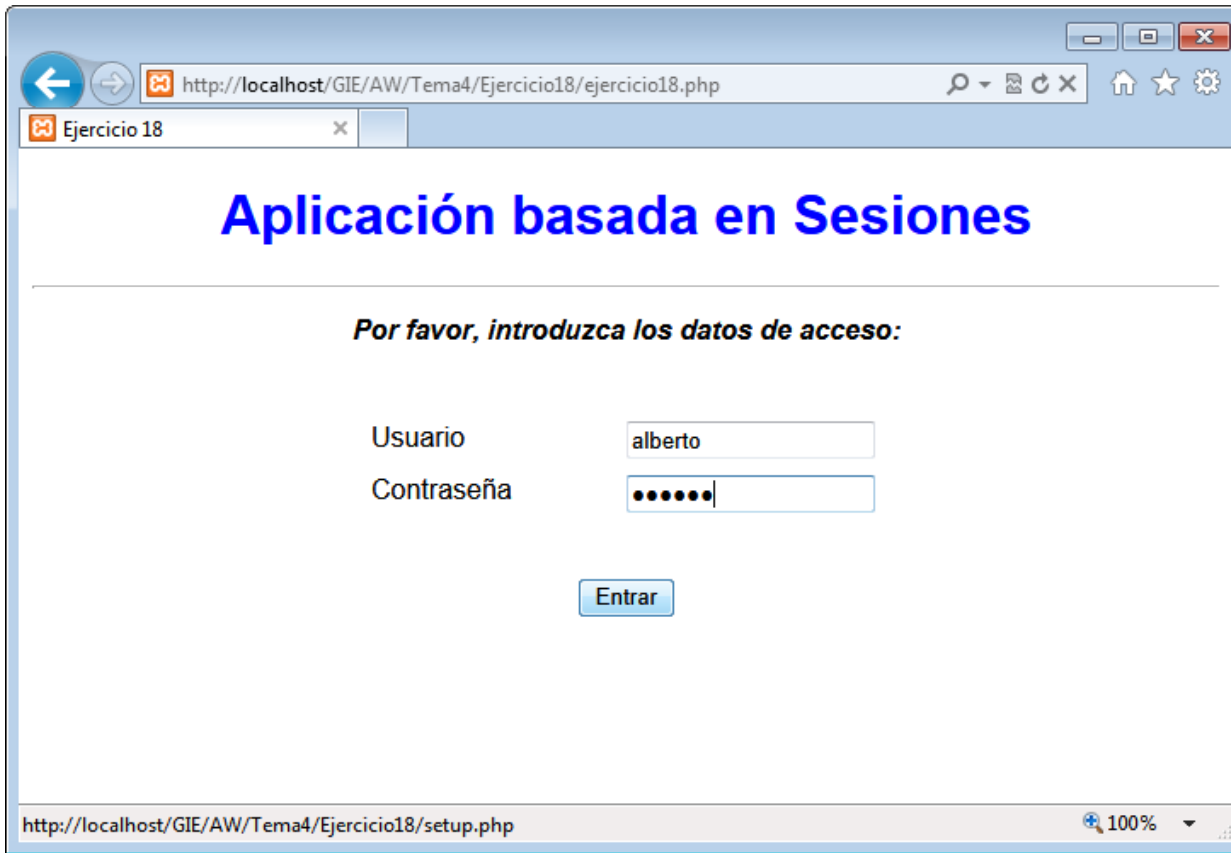 http://localhost/GIE/AW/Tema4/Ejercicio18/ejercicio18.php
Ejercicio 18
Aplicación basada en Sesiones
Por favor, introduzca los datos de acceso:
Usuario alberto
Contraseña ••••••
Entrar
http://localhost/GIE/AW/Tema4/Ejercicio18/setup.php 100%